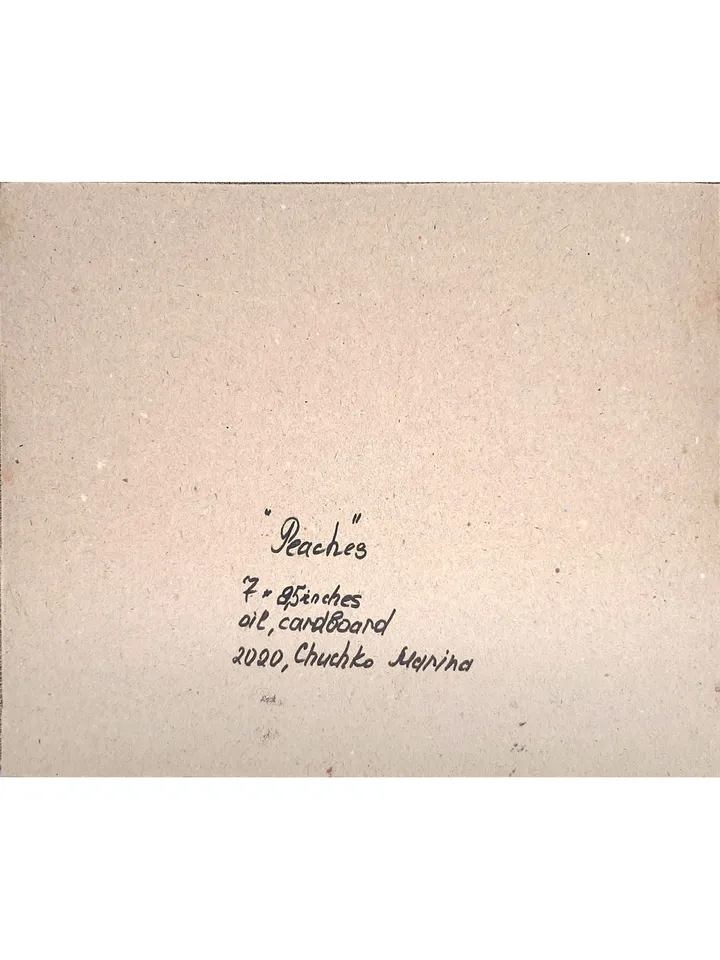 "Peaches"
7 × 8,5 inches
oil, cardboard
2020, Chuchko Marina